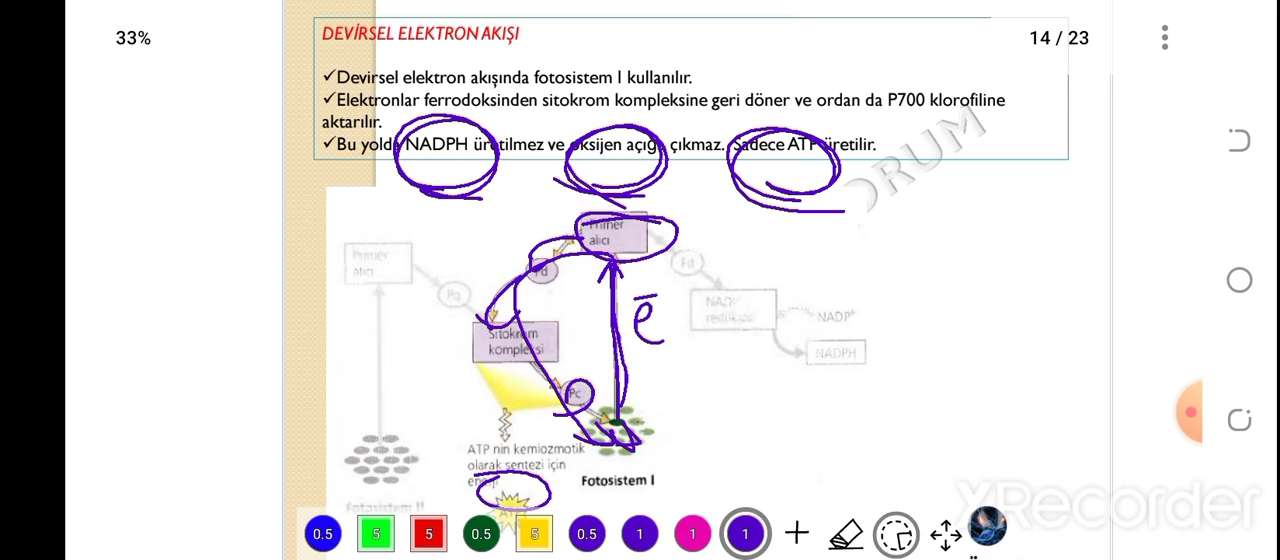 33%
14 / 23
DEVİRSEL ELEKTRON AKIŞI
✓Devirsel elektron akışında fotosistem I kullanılır.
✓Elektronlar ferrodoksinden sitokrom kompleksine geri döner ve ordan da P700 klorofiline
aktarılır.
✓Bu yolda NADPH üretilmez ve oksijen açığa çıkmaz. Sadece ATP üretilir.
ORUM
Primer
alıcı
Primer
alıcı
Fd
Fd
Pq
e̅
NADP⁺
NADPH
Sitokrom
kompleksi
Pc
ATP nin kemiozmotik
olarak sentezi için
enerji
Fotosistem I
Fotosistem II
0.5
5
5
0.5
5
0.5
1
1
1
XRecorder